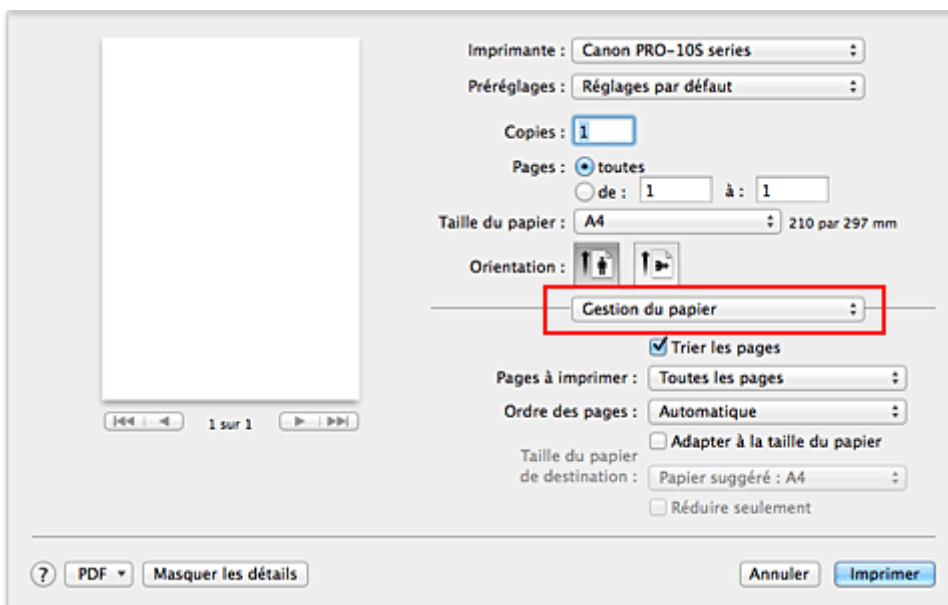 Imprimante : Canon PRO-10S series
Préréglages : Réglages par défaut
Copies : 1
Pages : toutes
de : 1 à : 1
Taille du papier : A4 210 par 297 mm
Orientation :
Gestion du papier
Trier les pages
Pages à imprimer : Toutes les pages
Ordre des pages : Automatique
Adapter à la taille du papier
Taille du papier
de destination : Papier suggéré : A4
Réduire seulement
1 sur 1
? PDF Masquer les détails Annuler Imprimer